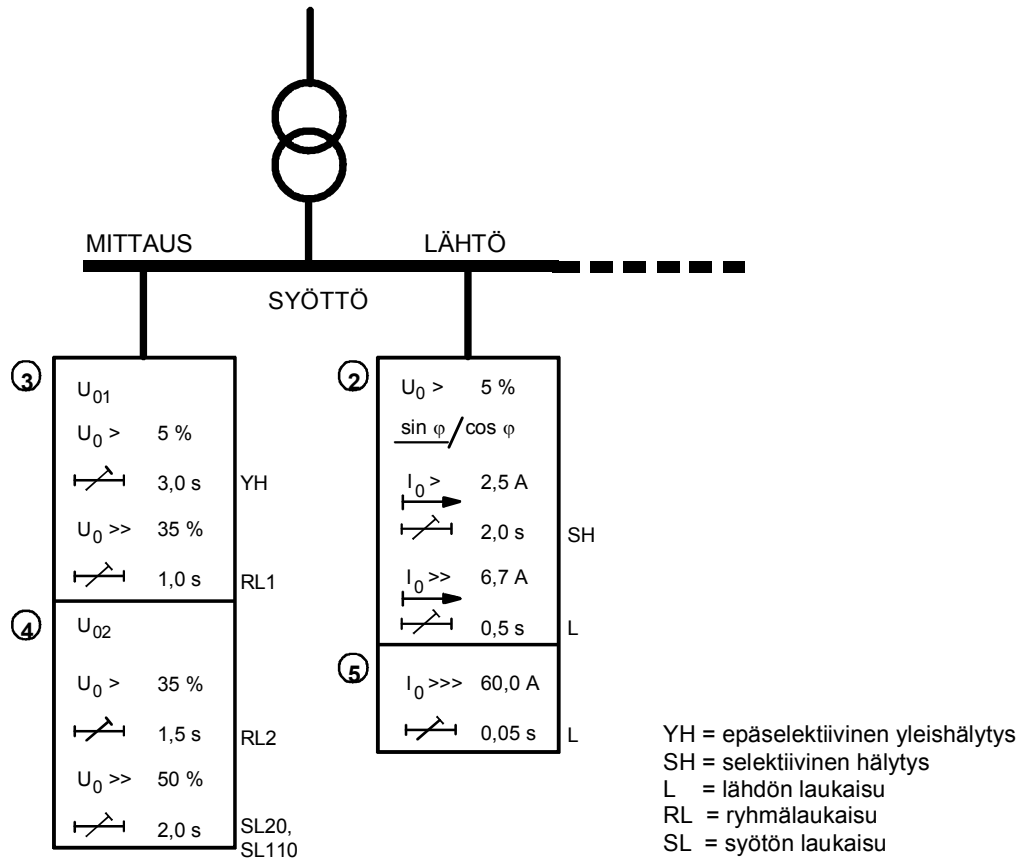 MITTAUS
LÄHTÖ
SYÖTTÖ
3
U01
U0 > 5 %
3,0 s YH
U0 >> 35 %
1,0 s RL1
4
U02
U0 > 35 %
1,5 s RL2
U0 >> 50 %
2,0 s SL20,
SL110
2
U0 > 5 %
sin φ / cos φ
I0 > 2,5 A
2,0 s SH
I0 >> 6,7 A
0,5 s L
5
I0 >>> 60,0 A
0,05 s L
YH = epäselektiivinen yleishälytys
SH = selektiivinen hälytys
L = lähdön laukaisu
RL = ryhmälaukaisu
SL = syötön laukaisu